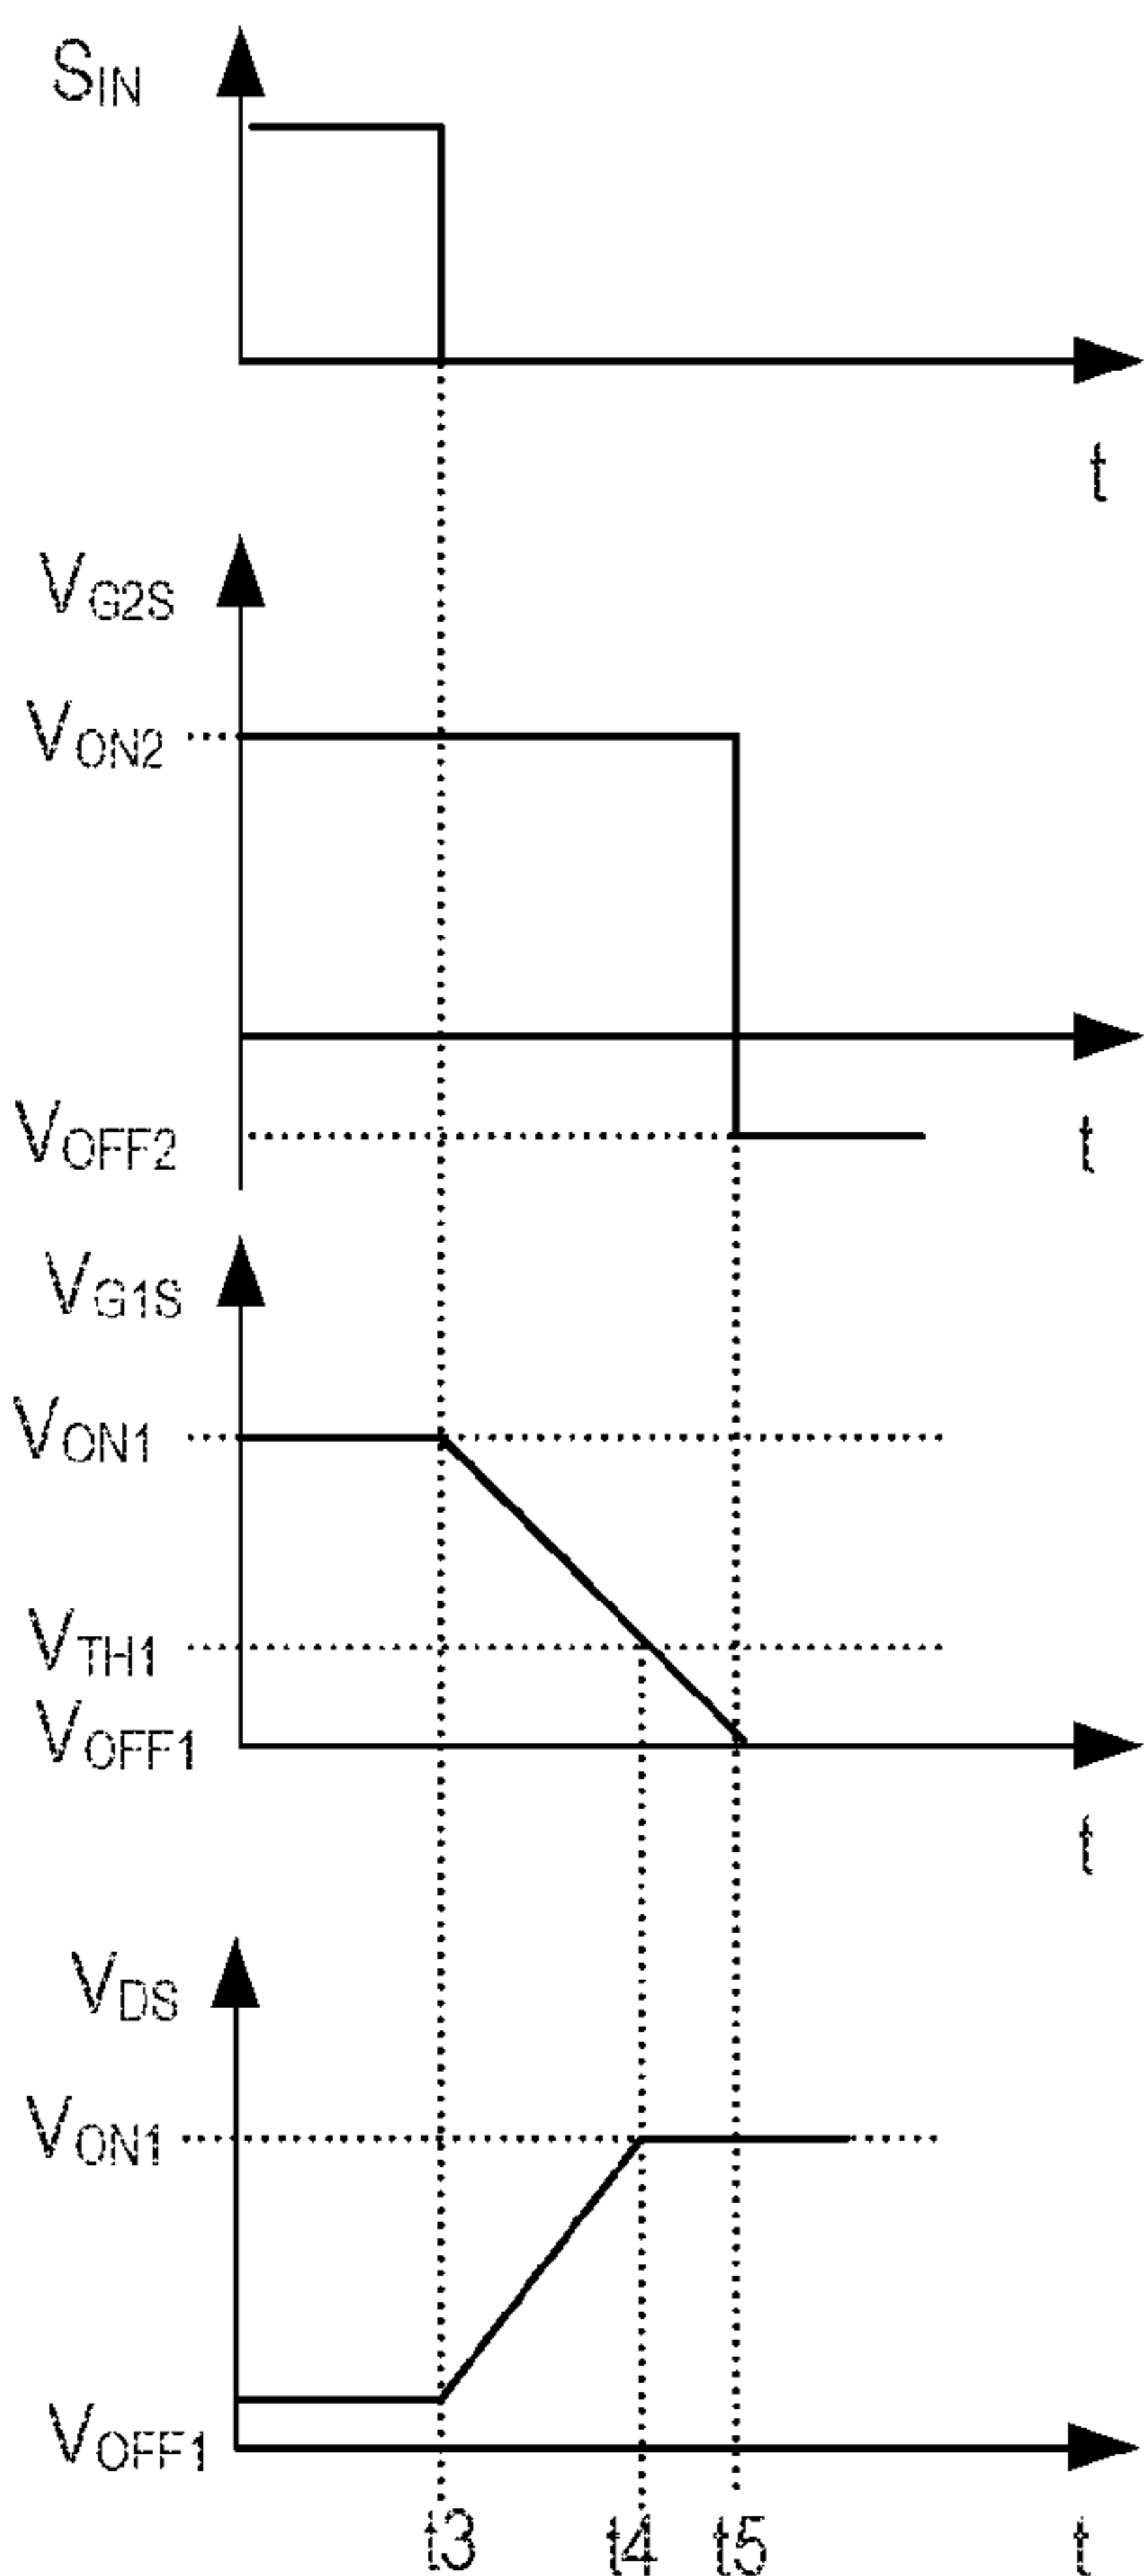 SIN
t
VG2S
VON2
VOFF2
t
VG1S
VON1
VTH1
VOFF1
t
VDS
VON1
VOFF1
t3 t4 t5 t